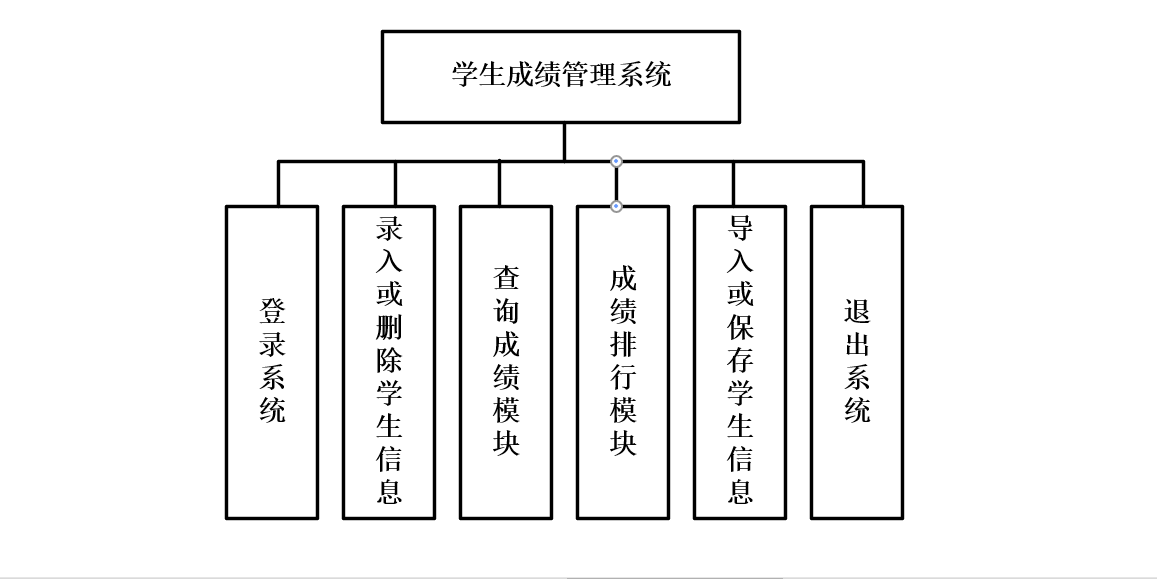 学生成绩管理系统
登录系统
录入或删除学生信息
查询成绩模块
成绩排行模块
导入或保存学生信息
退出系统